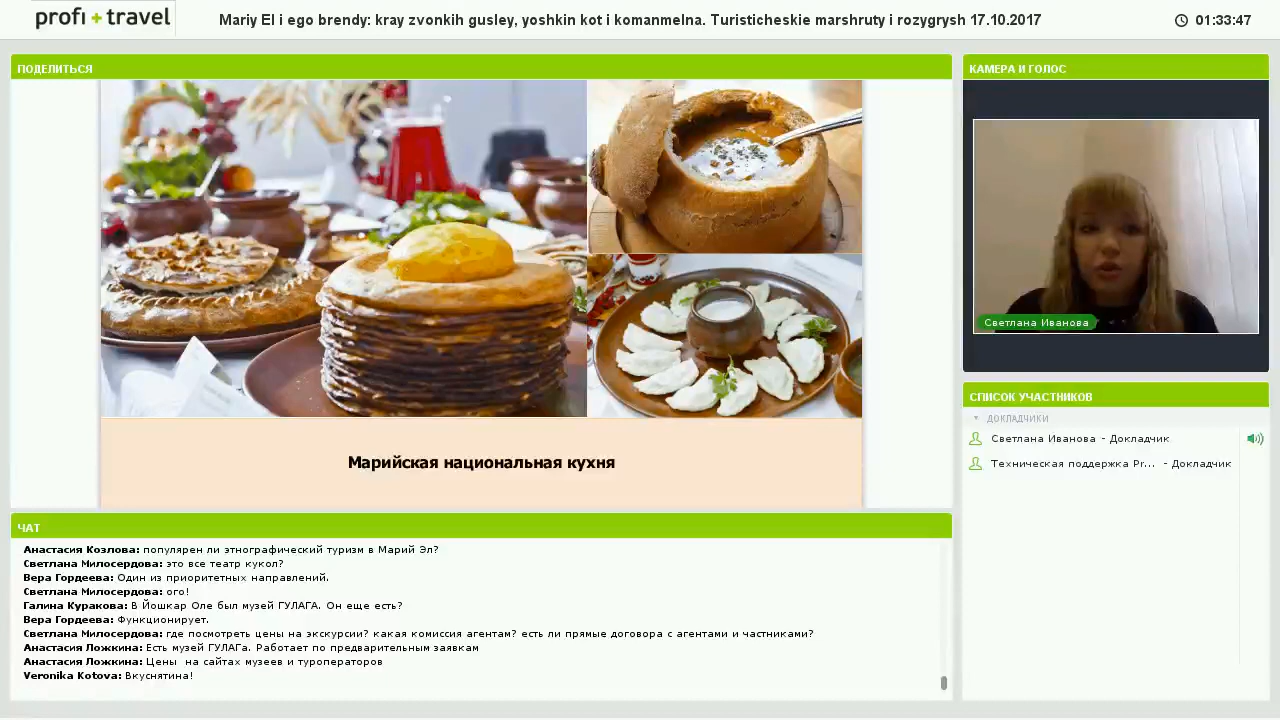 profi + travel
Mariy El i ego brendy: kray zvonkih gusley, yoshkin kot i komanmelna. Turisticheskie marshruty i rozygrysh 17.10.2017
01:33:47
ПОДЕЛИТЬСЯ
Марийская национальная кухня
ЧАТ
Анастасия Козлова: популярен ли этнографический туризм в Марий Эл?
Светлана Милосердова: это все театр кукол?
Вера Гордеева: Один из приоритетных направлений.
Светлана Милосердова: ого!
Галина Куракова: В Йошкар Оле был музей ГУЛАГА. Он еще есть?
Вера Гордеева: Функционирует.
Светлана Милосердова: где посмотреть цены на экскурсии? какая комиссия агентам? есть ли прямые договора с агентами и частниками?
Анастасия Ложкина: Есть музей ГУЛАГа. Работает по предварительным заявкам
Анастасия Ложкина: Цены на сайтах музеев и туроператоров
Veronika Kotova: Вкуснятина!
КАМЕРА И ГОЛОС
Светлана Иванова
СПИСОК УЧАСТНИКОВ
ДОКЛАДЧИКИ
Светлана Иванова - Докладчик
Техническая поддержка Pr... - Докладчик